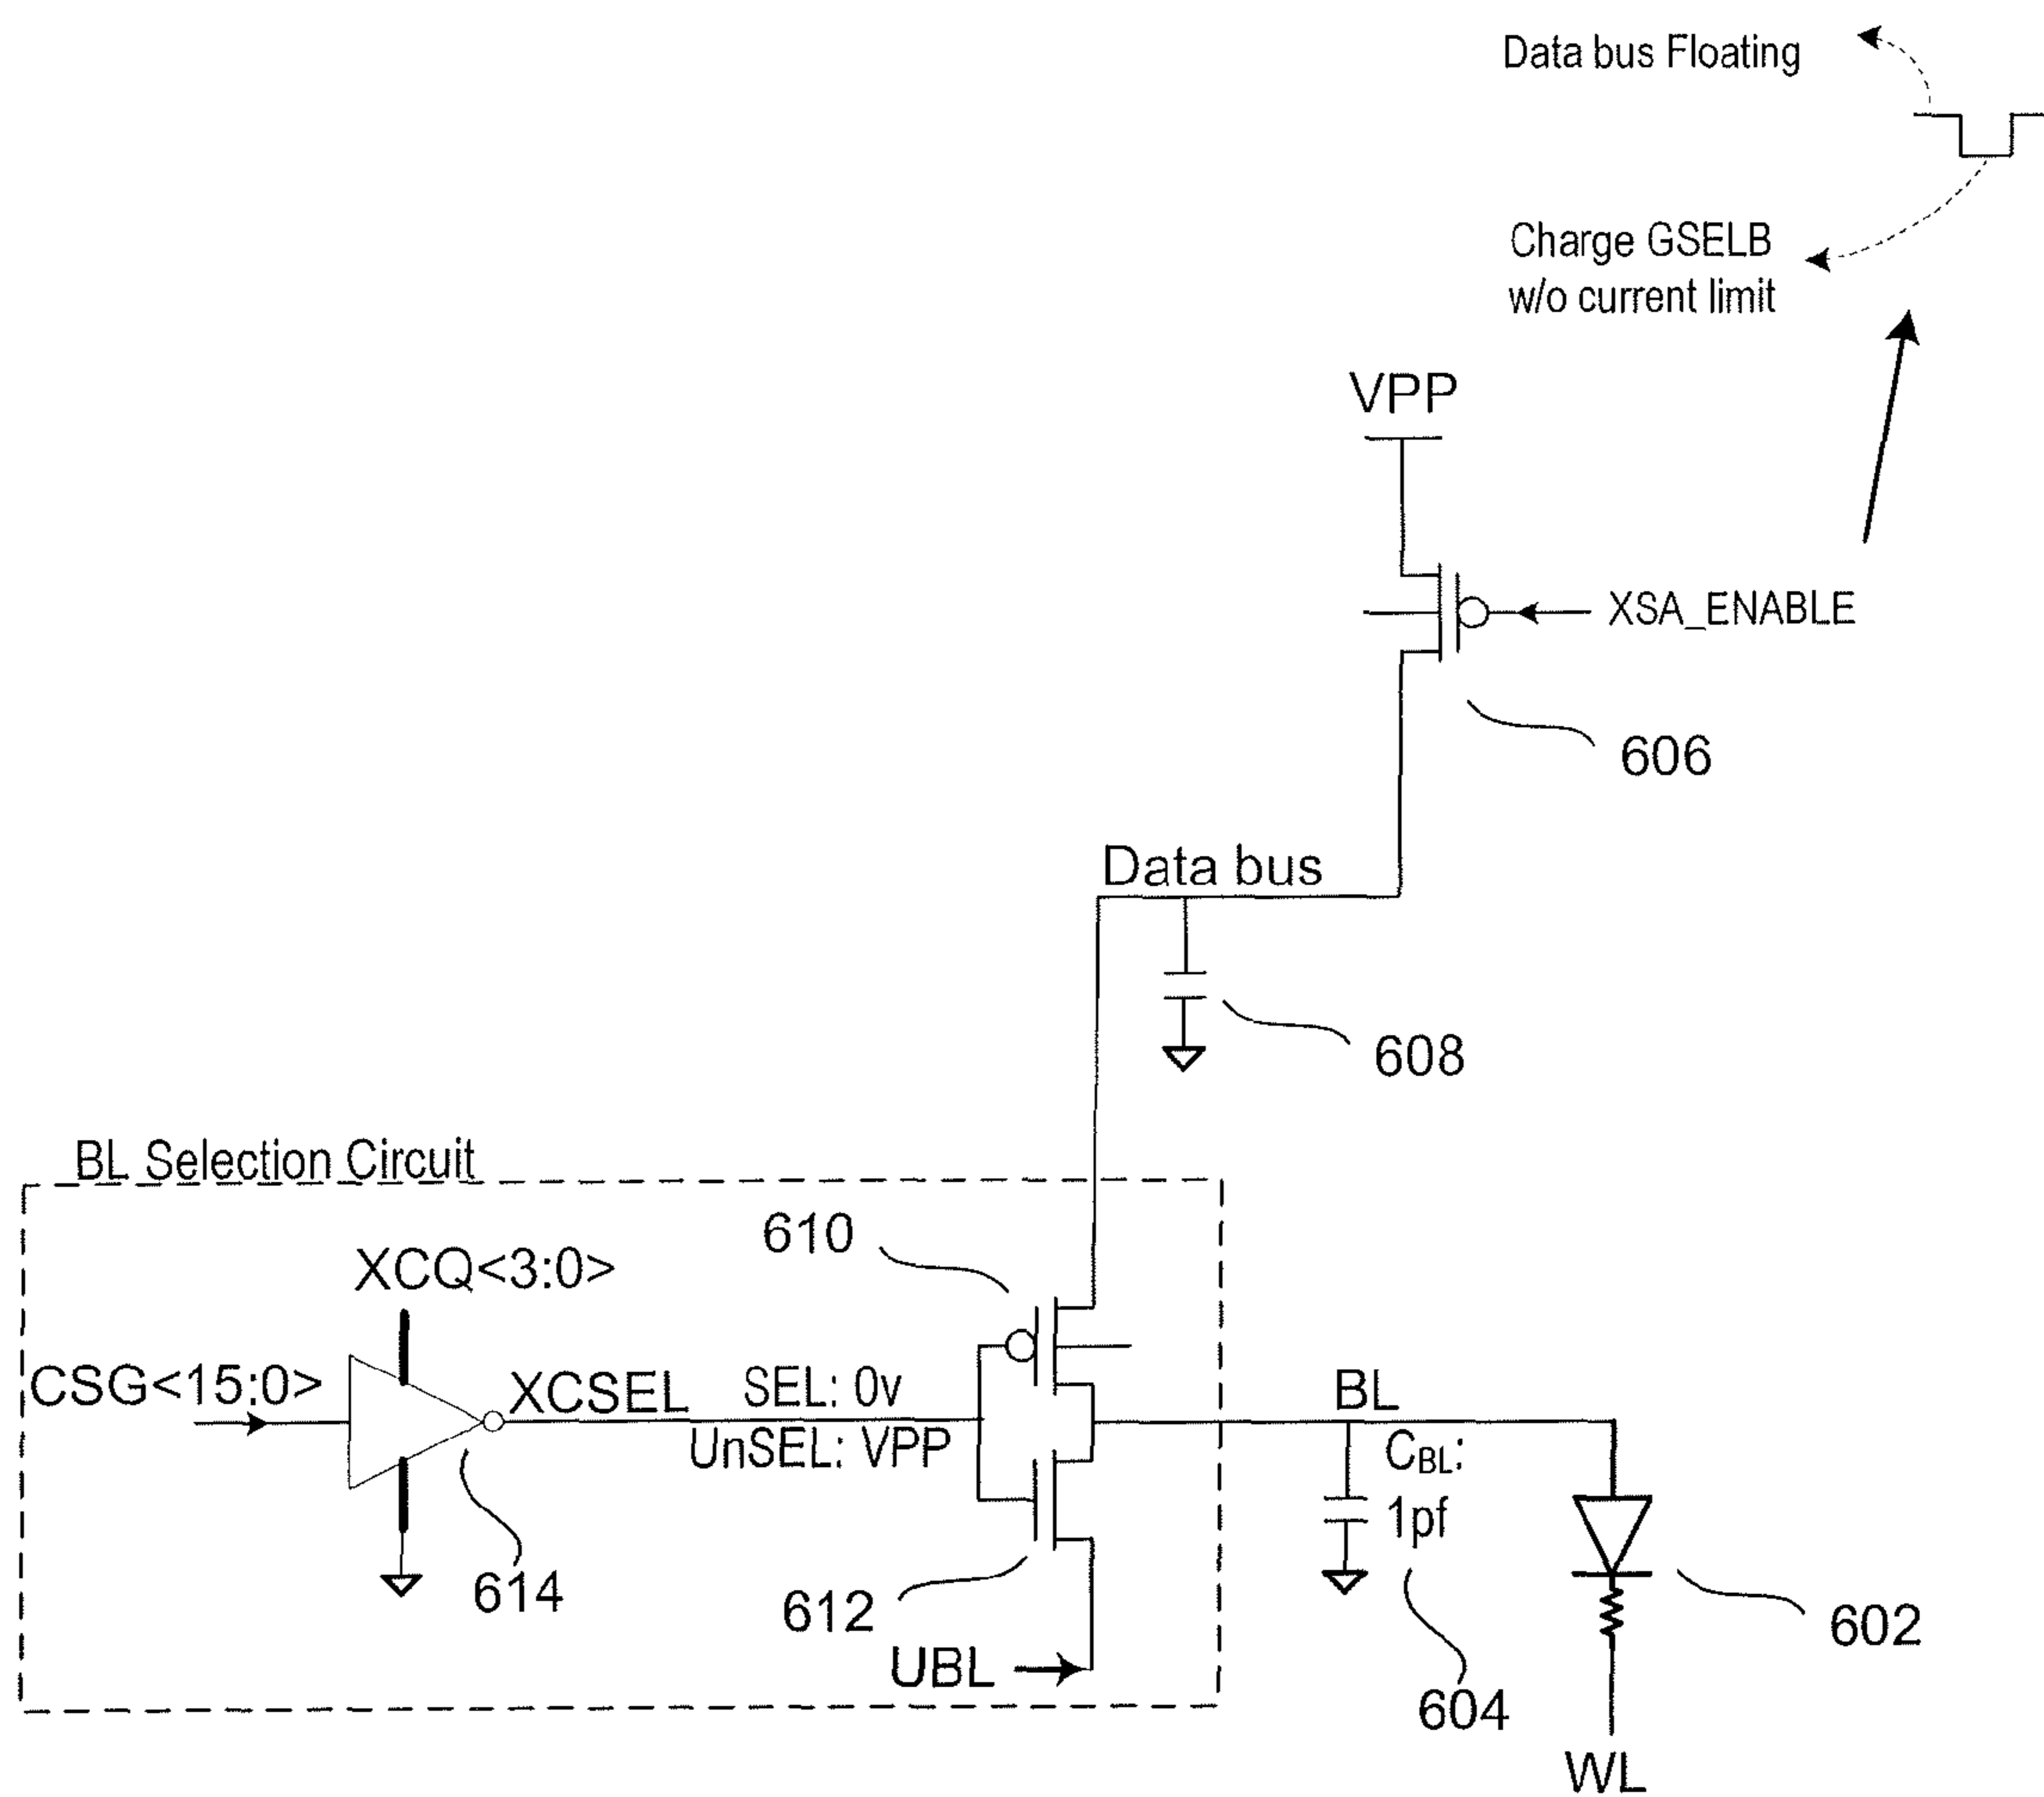 Data bus Floating
Charge GSELB
w/o current limit
VPP
XSA_ENABLE
606
Data bus
608
BL Selection Circuit
610
XCQ<3:0>
CSG<15:0>
XCSEL
SEL: 0v
UnSEL: VPP
BL
CBL:
1pf
614
612
602
UBL
604
WL